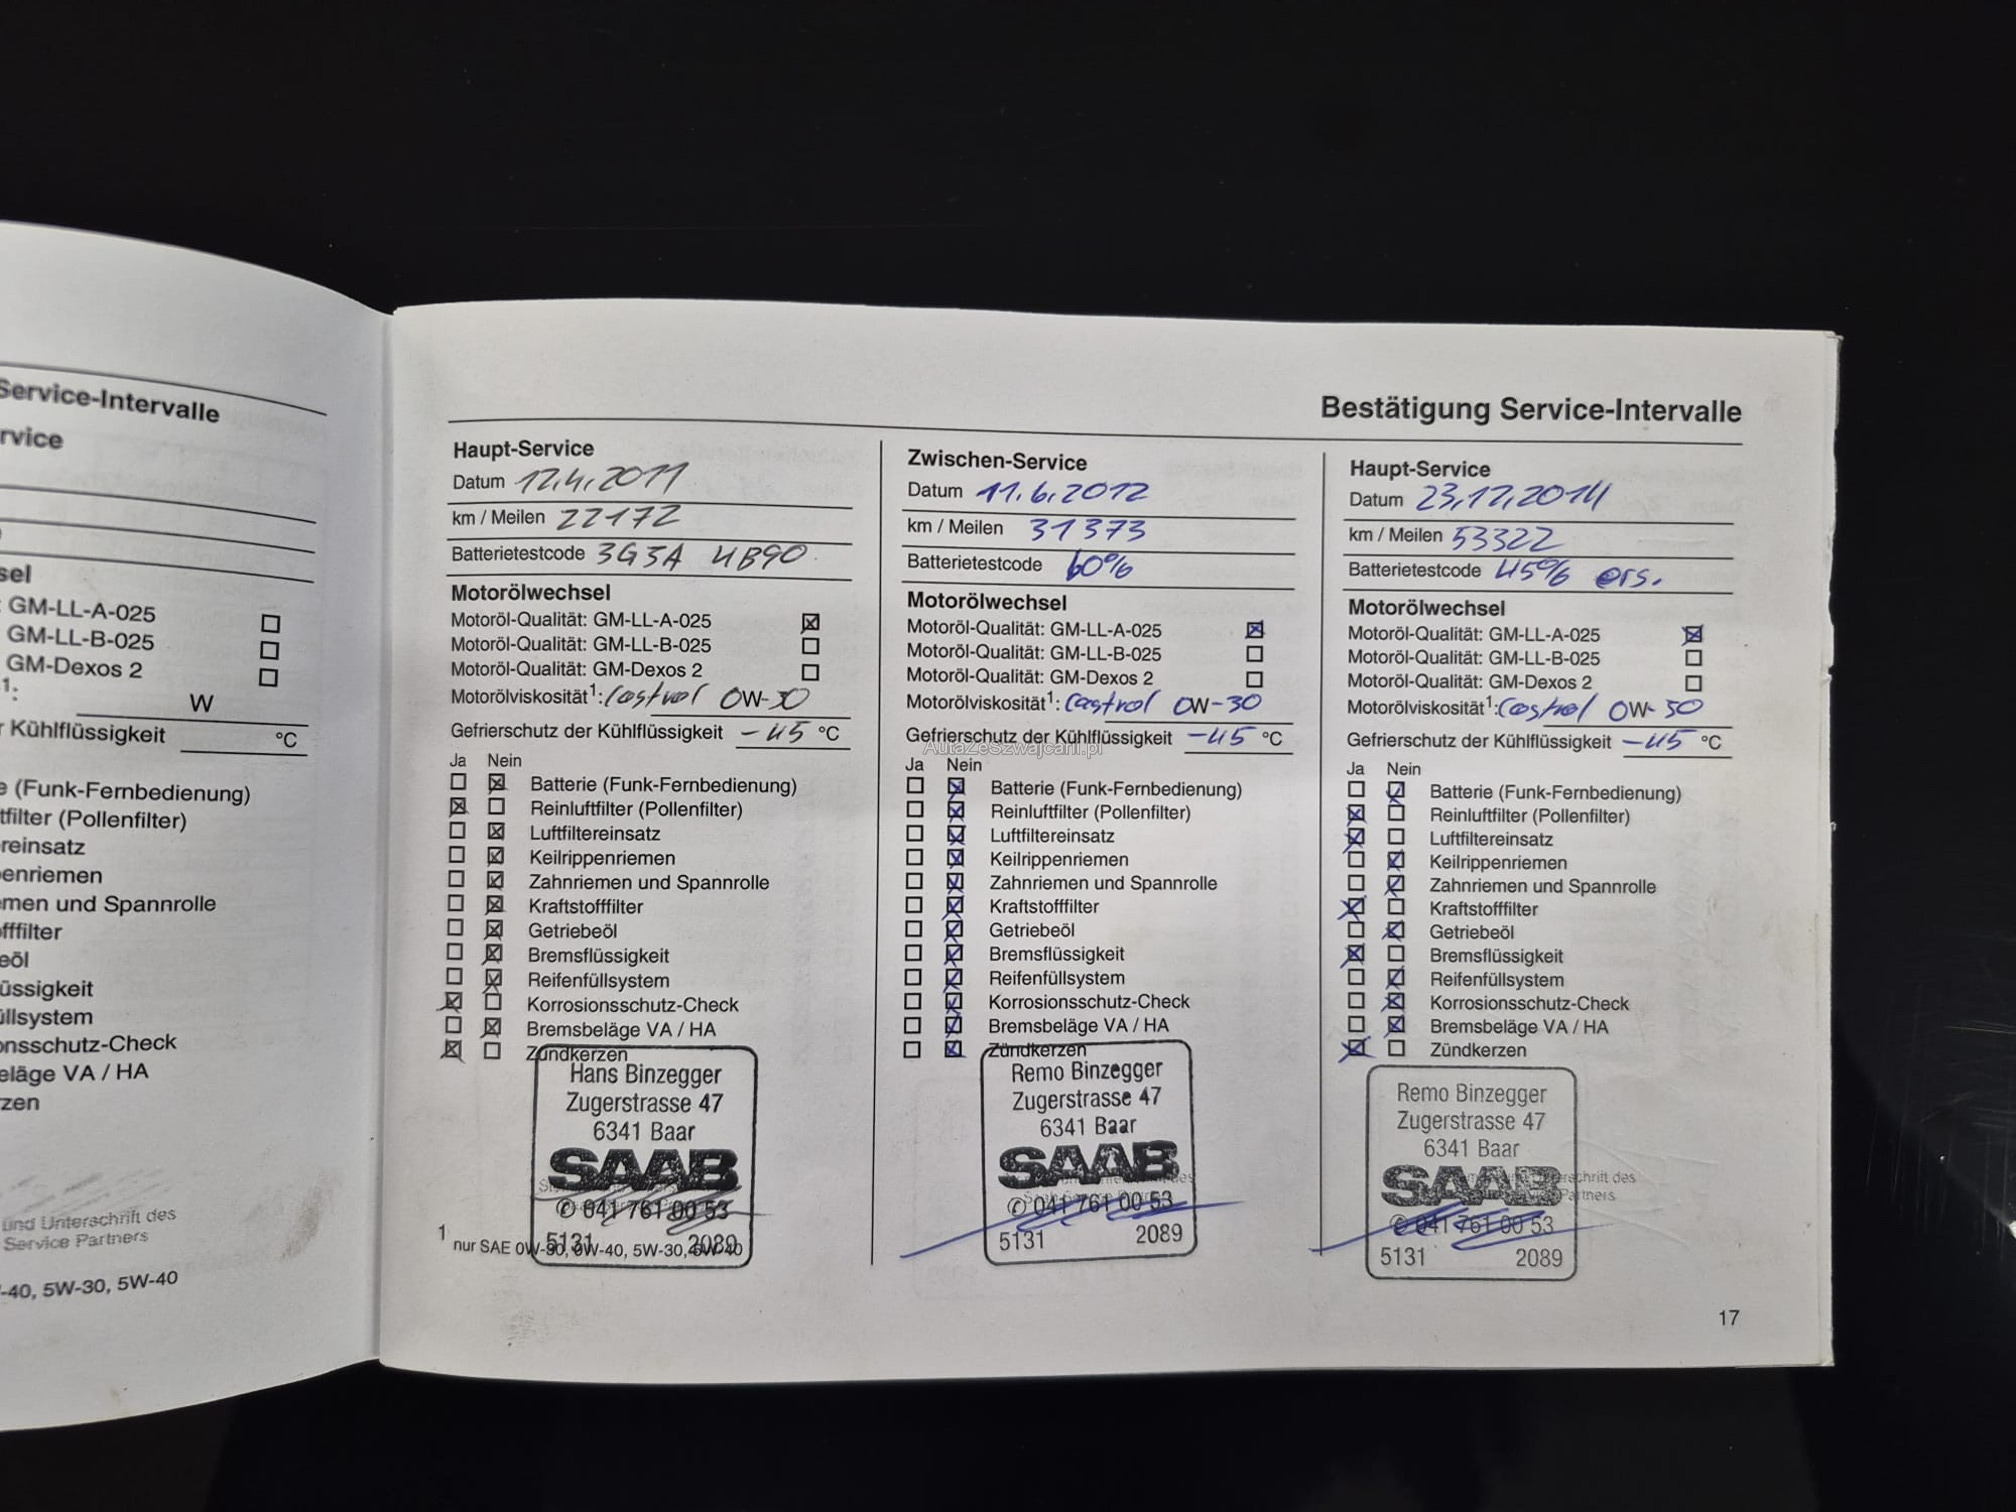 Service-Intervalle
rvice
sel
: GM-LL-A-025
GM-LL-B-025
GM-Dexos 2
1:
W
r Kühlflüssigkeit °C
e (Funk-Fernbedienung)
tfilter (Pollenfilter)
reinsatz
enriemen
men und Spannrolle
fffilter
eöl
üssigkeit
üllsystem
onsschutz-Check
eläge VA / HA
zen
und Unterschrift des
Service Partners
-40, 5W-30, 5W-40
Bestätigung Service-Intervalle
Haupt-Service
Datum 12.4.2011
km / Meilen 22172
Batterietestcode 3G3A UB90
Motorölwechsel
Motoröl-Qualität: GM-LL-A-025
Motoröl-Qualität: GM-LL-B-025
Motoröl-Qualität: GM-Dexos 2
Motorölviskosität1: Castrol 0W-30
Gefrierschutz der Kühlflüssigkeit -45 °C
Ja Nein
Batterie (Funk-Fernbedienung)
Reinluftfilter (Pollenfilter)
Luftfiltereinsatz
Keilrippenriemen
Zahnriemen und Spannrolle
Kraftstofffilter
Getriebeöl
Bremsflüssigkeit
Reifenfüllsystem
Korrosionsschutz-Check
Bremsbeläge VA / HA
Zündkerzen
Hans Binzegger
Zugerstrasse 47
6341 Baar
SAAB
✆ 041 761 00 53
5131 2089
1 nur SAE 0W-30, 0W-40, 5W-30, 5W-40
Zwischen-Service
Datum 11.6.2012
km / Meilen 31373
Batterietestcode 60%
Motorölwechsel
Motoröl-Qualität: GM-LL-A-025
Motoröl-Qualität: GM-LL-B-025
Motoröl-Qualität: GM-Dexos 2
Motorölviskosität1: Castrol 0W-30
Gefrierschutz der Kühlflüssigkeit -45 °C
AutaZeSzwajcarii.pl
Ja Nein
Batterie (Funk-Fernbedienung)
Reinluftfilter (Pollenfilter)
Luftfiltereinsatz
Keilrippenriemen
Zahnriemen und Spannrolle
Kraftstofffilter
Getriebeöl
Bremsflüssigkeit
Reifenfüllsystem
Korrosionsschutz-Check
Bremsbeläge VA / HA
Zündkerzen
Remo Binzegger
Zugerstrasse 47
6341 Baar
SAAB
✆ 041 761 00 53
5131 2089
Haupt-Service
Datum 23.12.2014
km / Meilen 53322
Batterietestcode 45% ers.
Motorölwechsel
Motoröl-Qualität: GM-LL-A-025
Motoröl-Qualität: GM-LL-B-025
Motoröl-Qualität: GM-Dexos 2
Motorölviskosität1: Castrol 0W-30
Gefrierschutz der Kühlflüssigkeit -45 °C
Ja Nein
Batterie (Funk-Fernbedienung)
Reinluftfilter (Pollenfilter)
Luftfiltereinsatz
Keilrippenriemen
Zahnriemen und Spannrolle
Kraftstofffilter
Getriebeöl
Bremsflüssigkeit
Reifenfüllsystem
Korrosionsschutz-Check
Bremsbeläge VA / HA
Zündkerzen
Remo Binzegger
Zugerstrasse 47
6341 Baar
SAAB
✆ 041 761 00 53
5131 2089
17